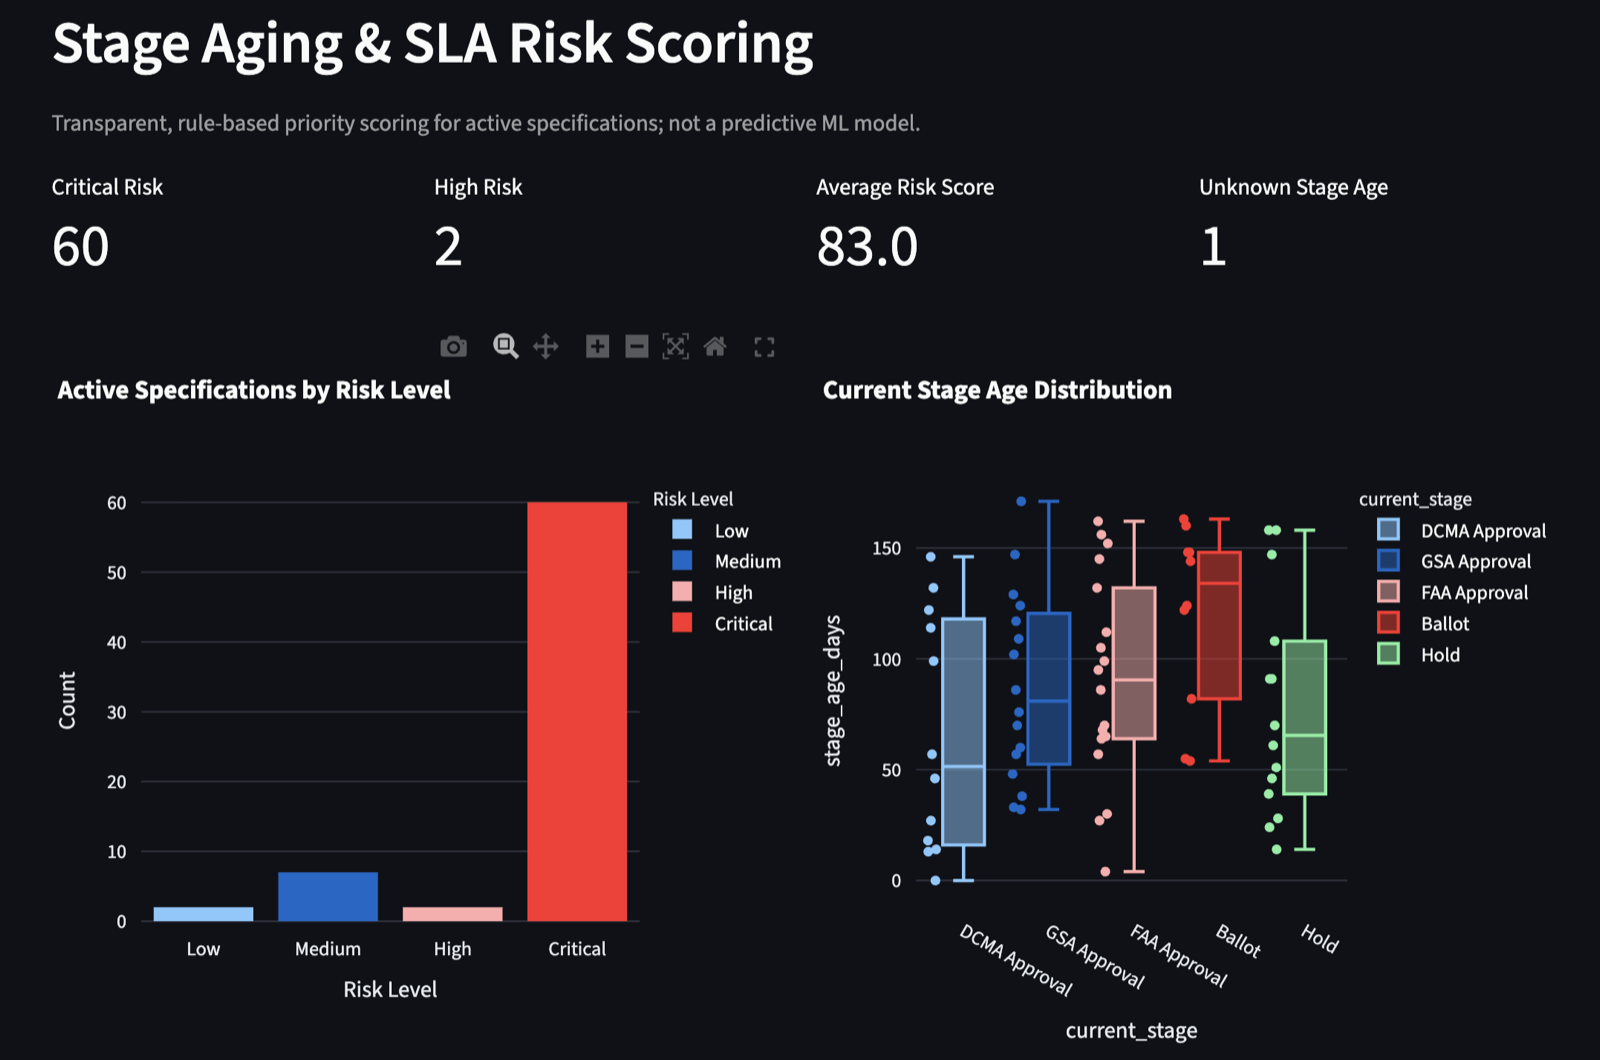 Stage Aging & SLA Risk Scoring
Transparent, rule-based priority scoring for active specifications; not a predictive ML model.
Critical Risk
60
High Risk
2
Average Risk Score
83.0
Unknown Stage Age
1
Active Specifications by Risk Level
Count
60
50
40
30
20
10
0
Low
Medium
High
Critical
Risk Level
Risk Level
Low
Medium
High
Critical
Current Stage Age Distribution
stage_age_days
150
100
50
0
DCMA Approval
GSA Approval
FAA Approval
Ballot
Hold
current_stage
current_stage
DCMA Approval
GSA Approval
FAA Approval
Ballot
Hold